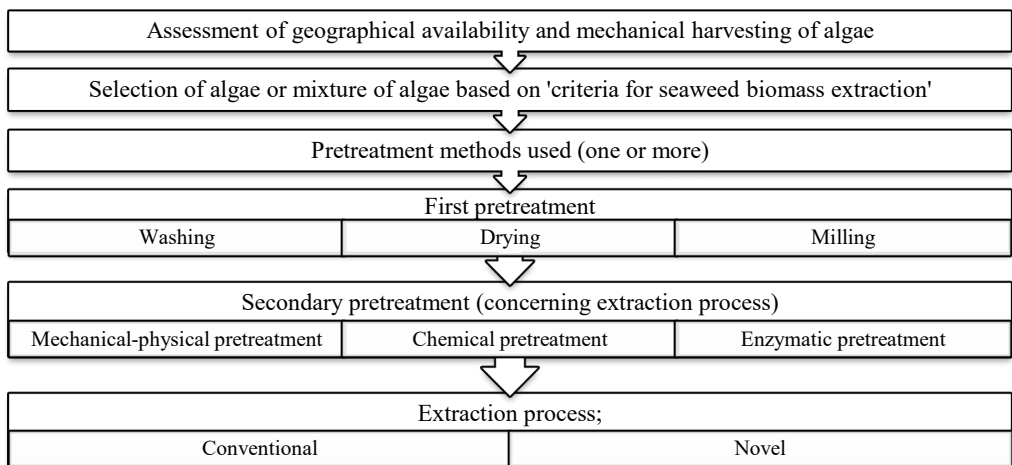 Assessment of geographical availability and mechanical harvesting of algae
Selection of algae or mixture of algae based on 'criteria for seaweed biomass extraction'
Pretreatment methods used (one or more)
First pretreatment
Washing
Drying
Milling
Secondary pretreatment (concerning extraction process)
Mechanical-physical pretreatment
Chemical pretreatment
Enzymatic pretreatment
Extraction process;
Conventional
Novel